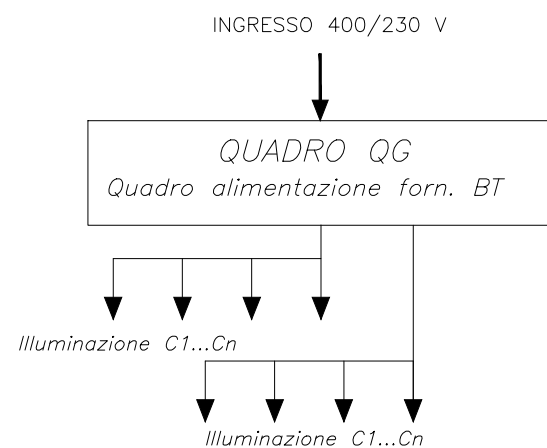 INGRESSO 400/230 V
QUADRO QG
Quadro alimentazione forn. BT
Illuminazione C1...Cn
Illuminazione C1...Cn